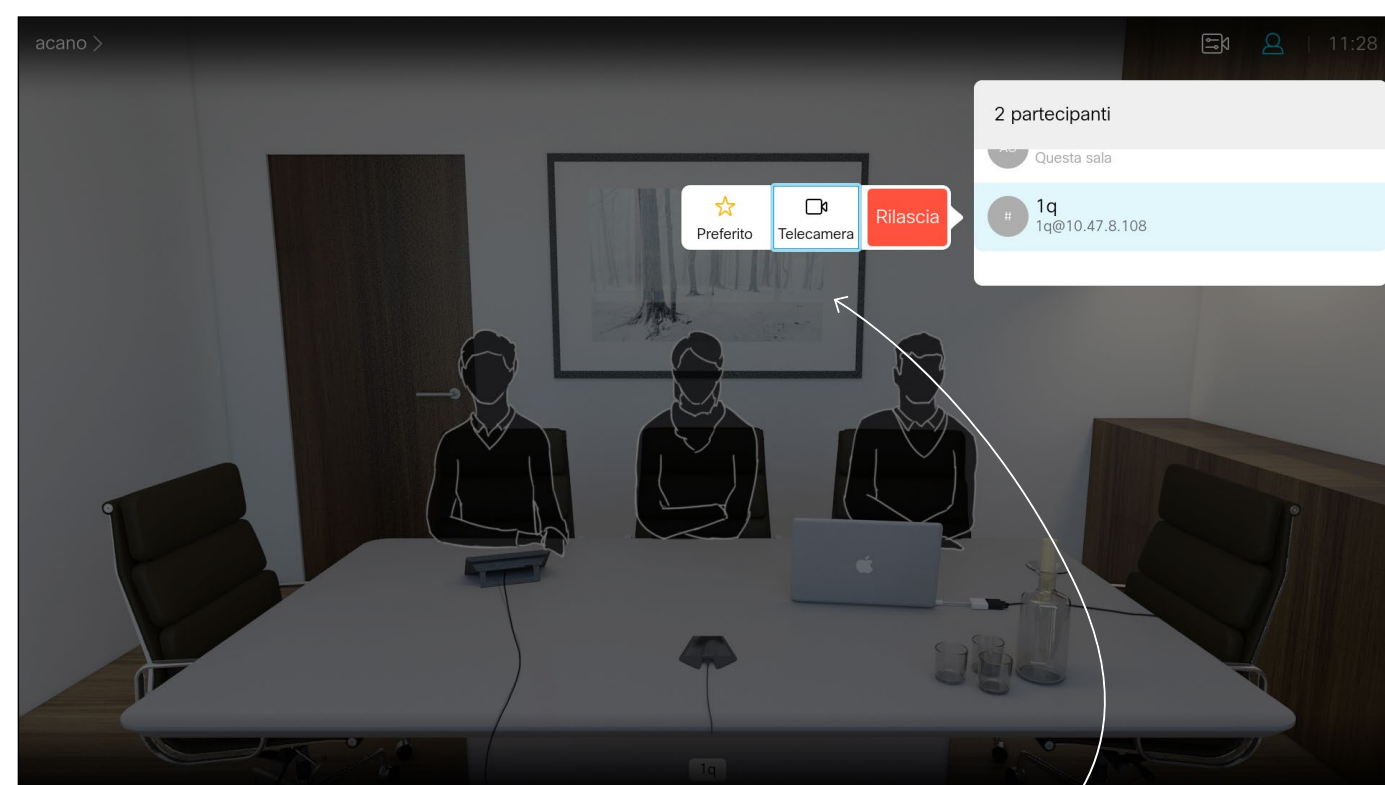 acano
11:28
2 partecipanti
Questa sala
Preferito
Telecamera
Rilascia
#
1q
1q@10.47.8.108
1q